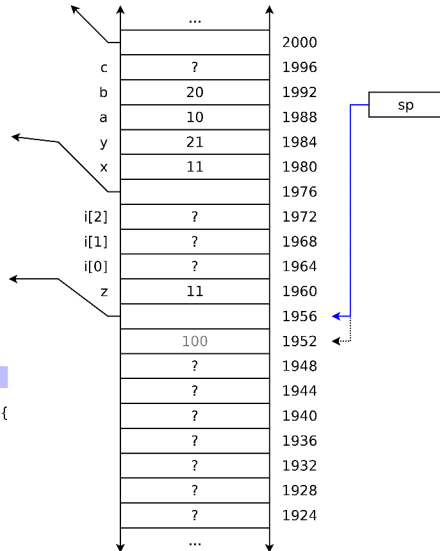 ...
2000
c ? 1996
b 20 1992
sp
a 10 1988
y 21 1984
x 11 1980
1976
i[2] ? 1972
i[1] ? 1968
i[0] ? 1964
z 11 1960
1956
100 1952
? 1948
? 1944
{ ? 1940
? 1936
? 1932
? 1928
? 1924
...